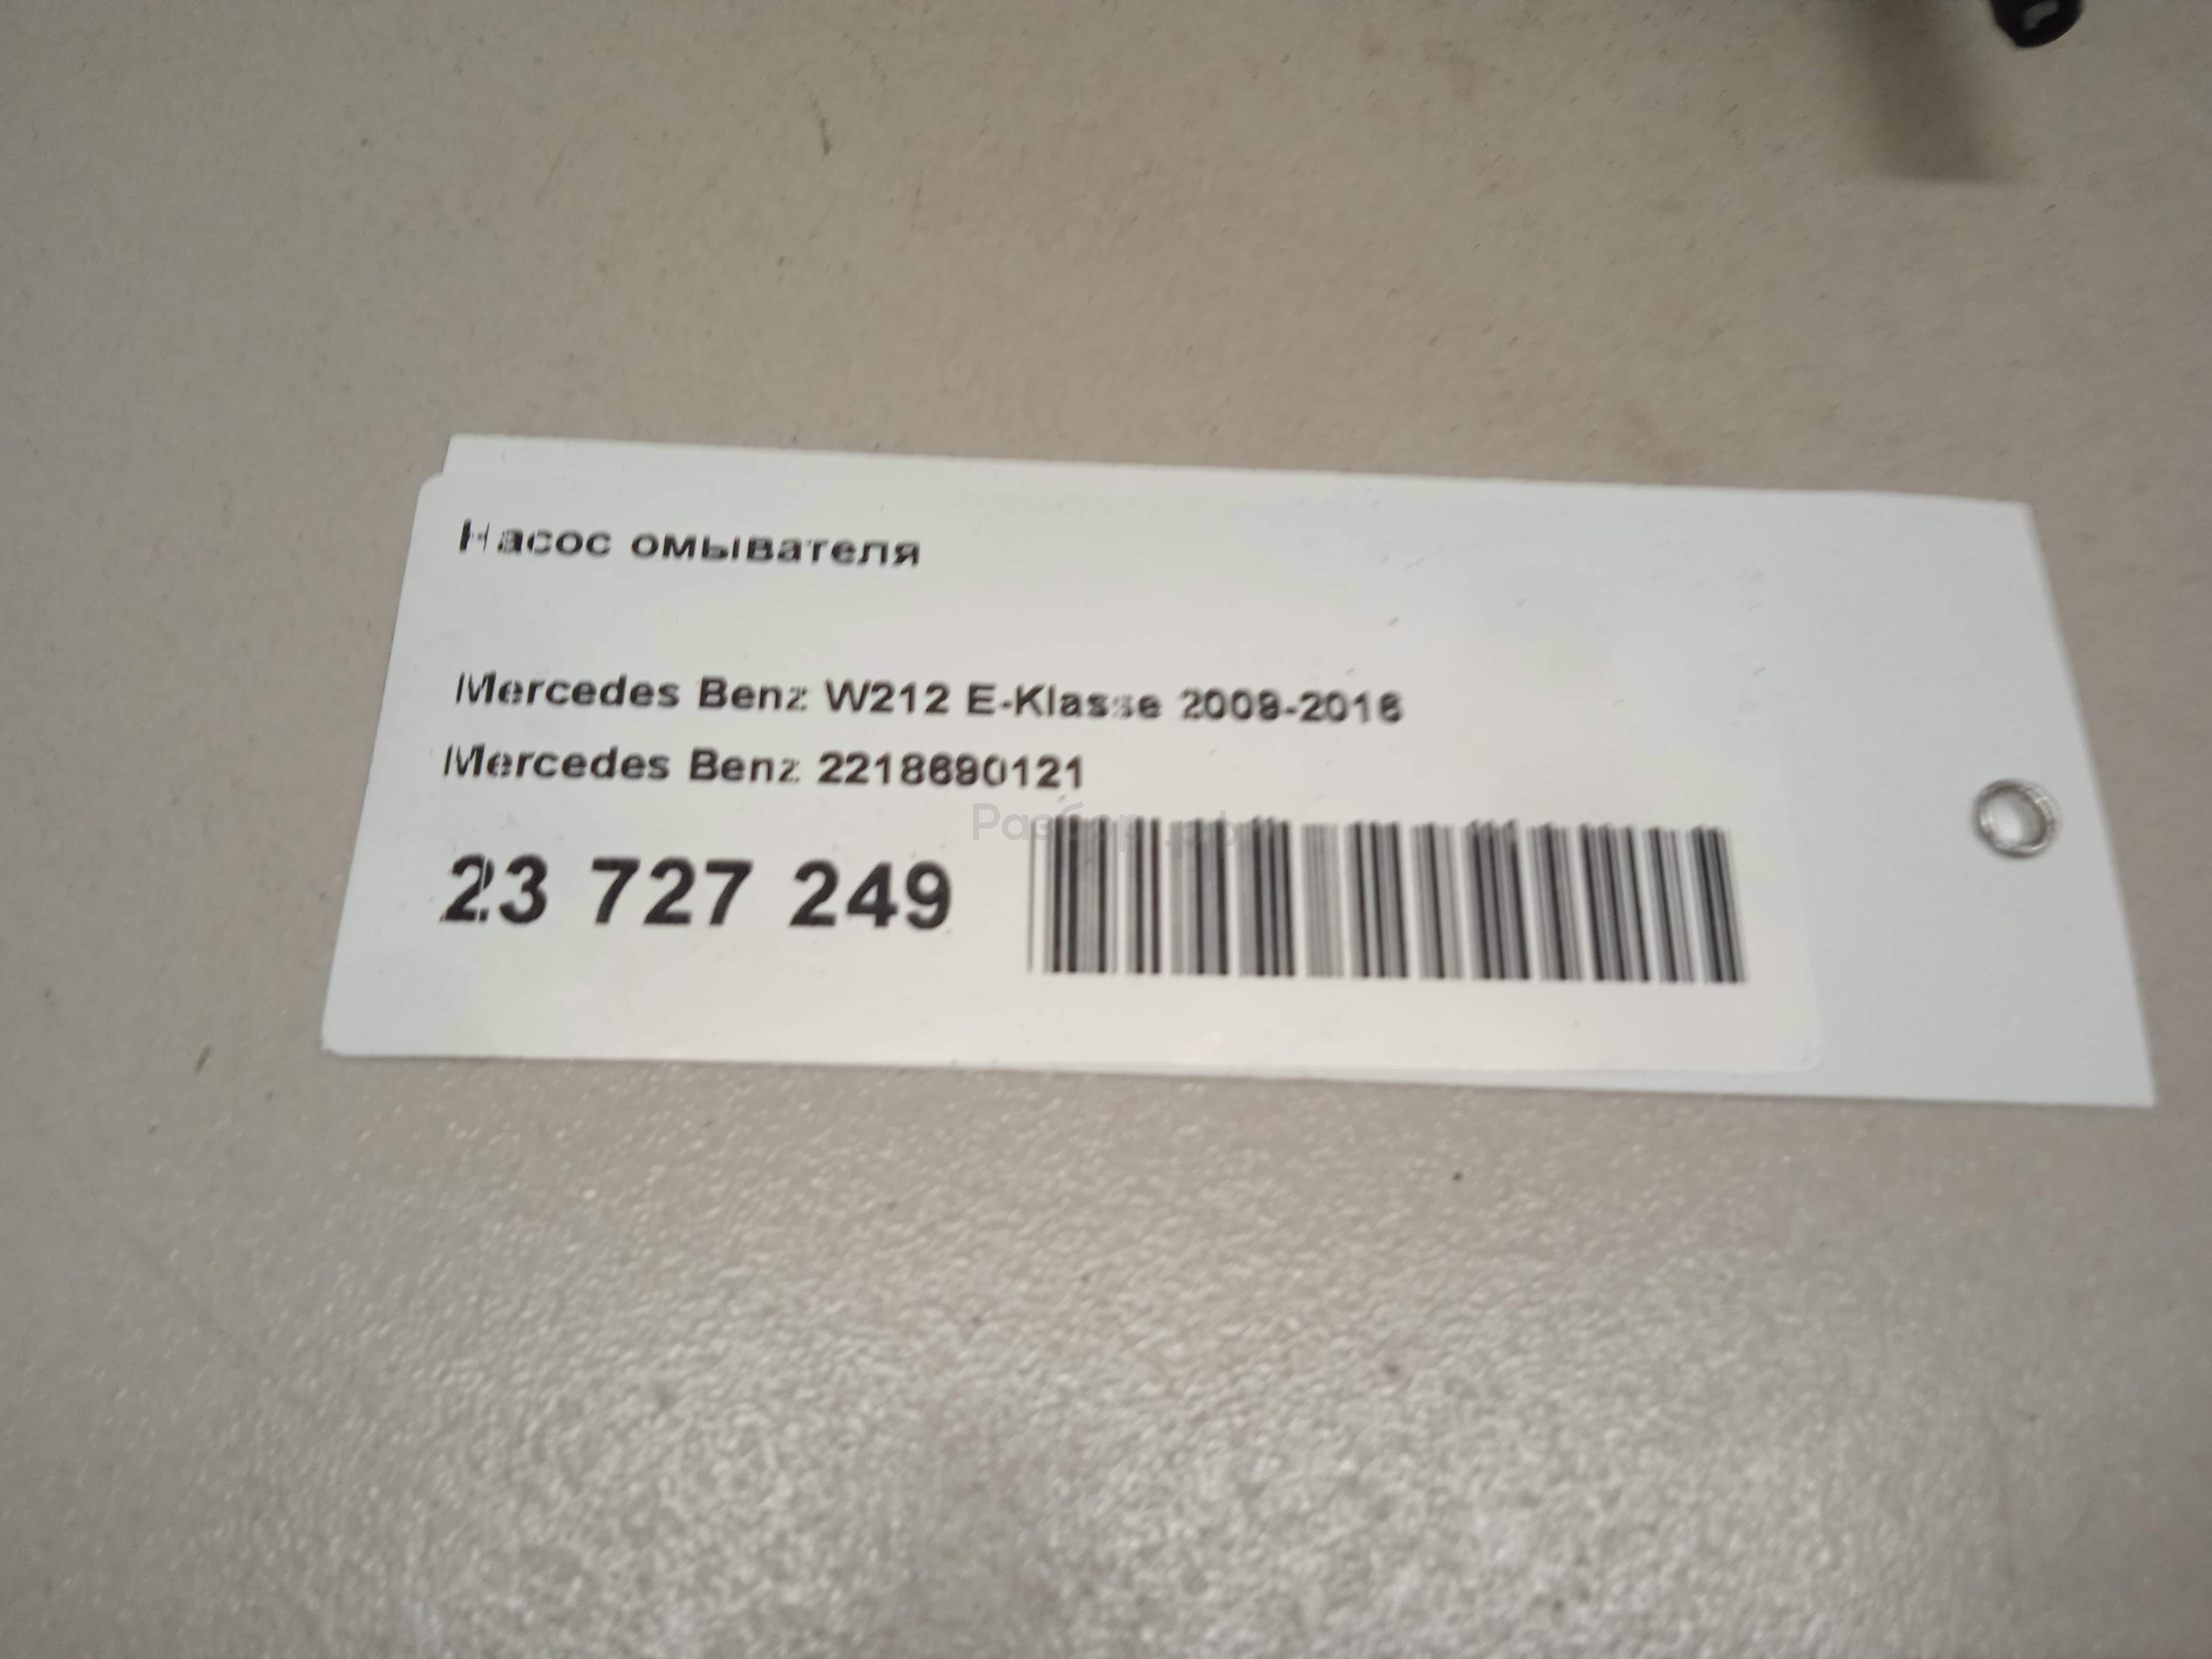 Насос омывателя
Mercedes Benz W212 E-Klasse 2009-2016
Mercedes Benz 2218690121
23 727 249